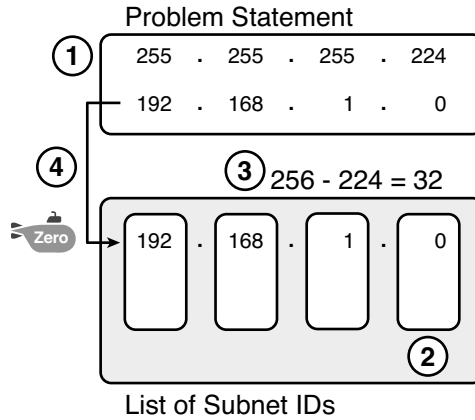 Problem Statement
1 255 . 255 . 255 . 224
192 . 168 . 1 . 0
4
3 256 - 224 = 32
Zero 192 . 168 . 1 . 0
2
List of Subnet IDs